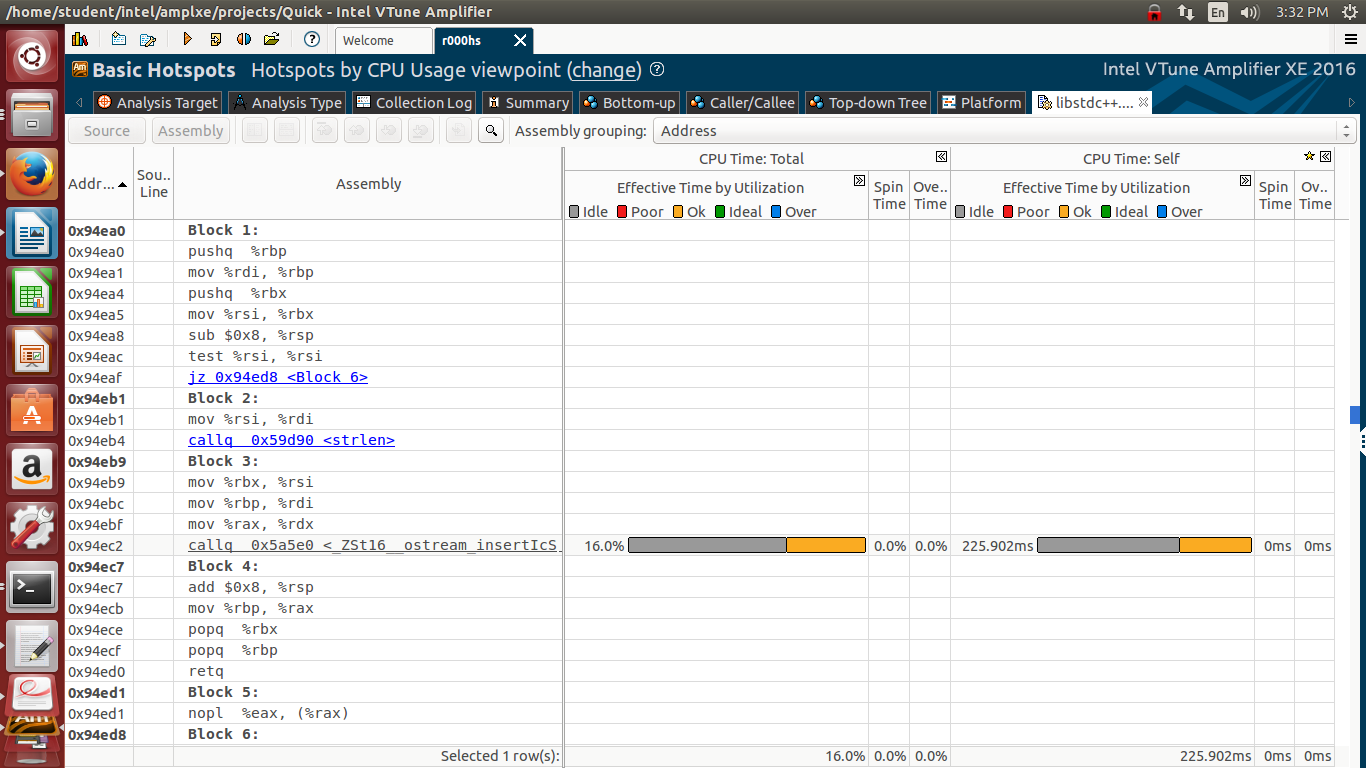 /home/student/intel/amplxe/projects/Quick - Intel VTune Amplifier En 3:32 PM
Welcome r000hs
Basic Hotspots Hotspots by CPU Usage viewpoint (change) Intel VTune Amplifier XE 2016
Analysis Target Analysis Type Collection Log Summary Bottom-up Caller/Callee Top-down Tree Platform libstdc++....
Source Assembly Assembly grouping: Address
Addr... Sou.. Line Assembly CPU Time: Total CPU Time: Self
Effective Time by Utilization Spin Time Ove.. Time Effective Time by Utilization Spin Time Ov.. Time
Idle Poor Ok Ideal Over Idle Poor Ok Ideal Over
0x94ea0 Block 1:
0x94ea0 pushq %rbp
0x94ea1 mov %rdi, %rbp
0x94ea4 pushq %rbx
0x94ea5 mov %rsi, %rbx
0x94ea8 sub $0x8, %rsp
0x94eac test %rsi, %rsi
0x94eaf jz 0x94ed8 <Block 6>
0x94eb1 Block 2:
0x94eb1 mov %rsi, %rdi
0x94eb4 callq 0x59d90 <strlen>
0x94eb9 Block 3:
0x94eb9 mov %rbx, %rsi
0x94ebc mov %rbp, %rdi
0x94ebf mov %rax, %rdx
0x94ec2 callq 0x5a5e0 <_ZSt16__ostream_insertIcS 16.0% 0.0% 0.0% 225.902ms 0ms 0ms
0x94ec7 Block 4:
0x94ec7 add $0x8, %rsp
0x94ecb mov %rbp, %rax
0x94ece popq %rbx
0x94ecf popq %rbp
0x94ed0 retq
0x94ed1 Block 5:
0x94ed1 nopl %eax, (%rax)
0x94ed8 Block 6:
Selected 1 row(s): 16.0% 0.0% 0.0% 225.902ms 0ms 0ms